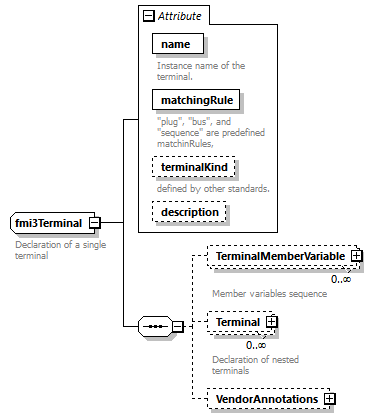 Attribute
name
Instance name of the
terminal.
matchingRule
"plug", "bus", and
"sequence" are predefined
matchinRules,
terminalKind
defined by other standards.
description
fmi3Terminal
Declaration of a single
terminal
TerminalMemberVariable
0..∞
Member variables sequence
Terminal
0..∞
Declaration of nested
terminals
VendorAnnotations